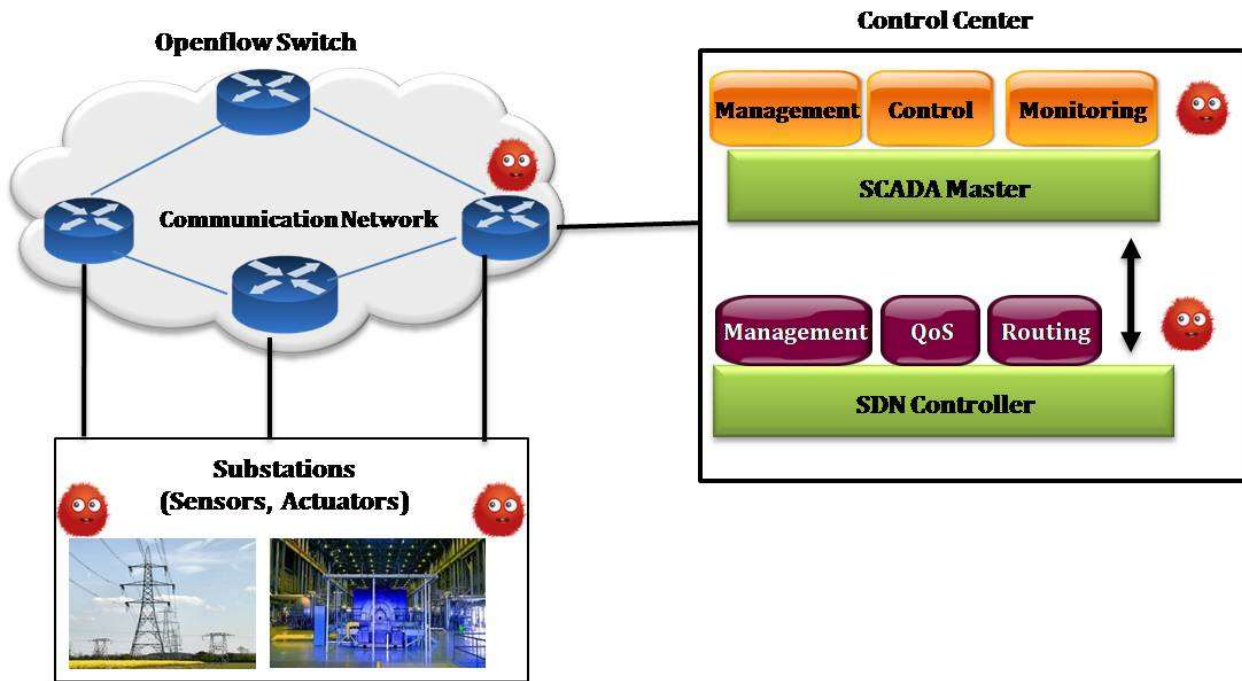 Control Center
Openflow Switch
Management
Control
Monitoring
SCADA Master
Communication Network
Management
QoS
Routing
SDN Controller
Substations
(Sensors, Actuators)